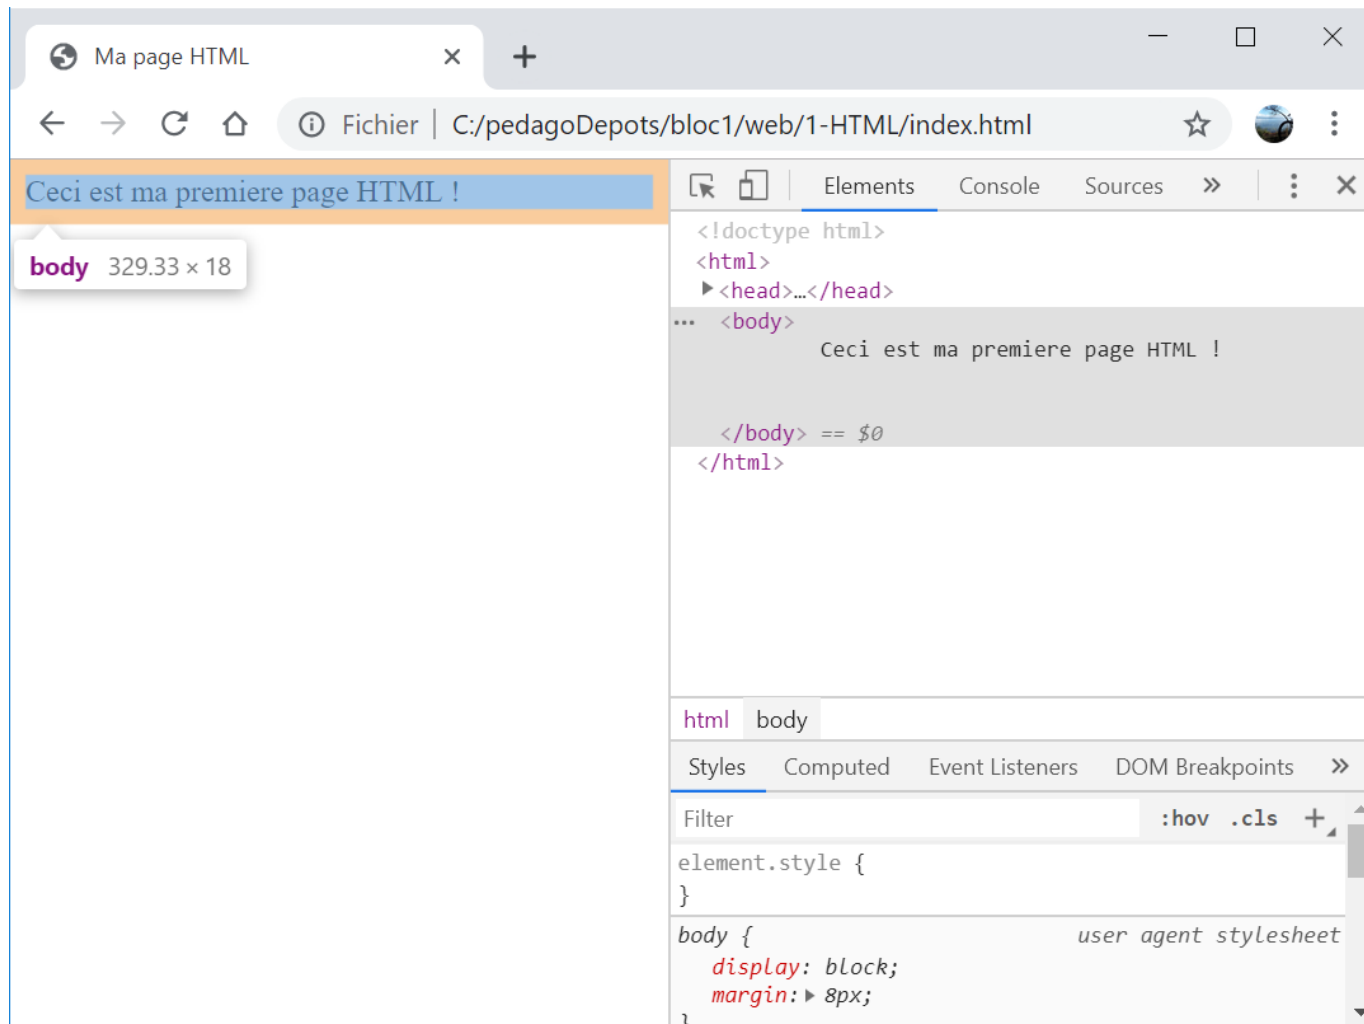 Ma page HTML
Fichier C:/pedagoDepots/bloc1/web/1-HTML/index.html
Ceci est ma premiere page HTML !
body 329.33 × 18
Elements Console Sources »
<!doctype html>
<html>
<head>…</head>
<body>
Ceci est ma premiere page HTML !
</body> == $0
</html>
html body
Styles Computed Event Listeners DOM Breakpoints »
Filter :hov .cls +
element.style {
}
body { user agent stylesheet
display: block;
margin: 8px;
}